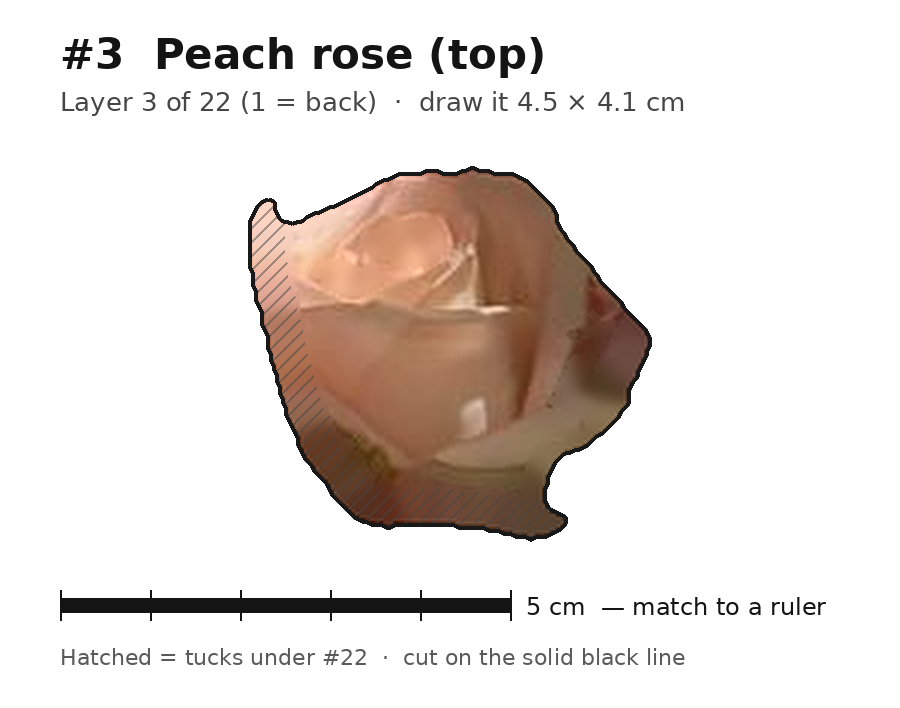 #3 Peach rose (top)
Layer 3 of 22 (1 = back) · draw it 4.5 × 4.1 cm
5 cm — match to a ruler
Hatched = tucks under #22 · cut on the solid black line